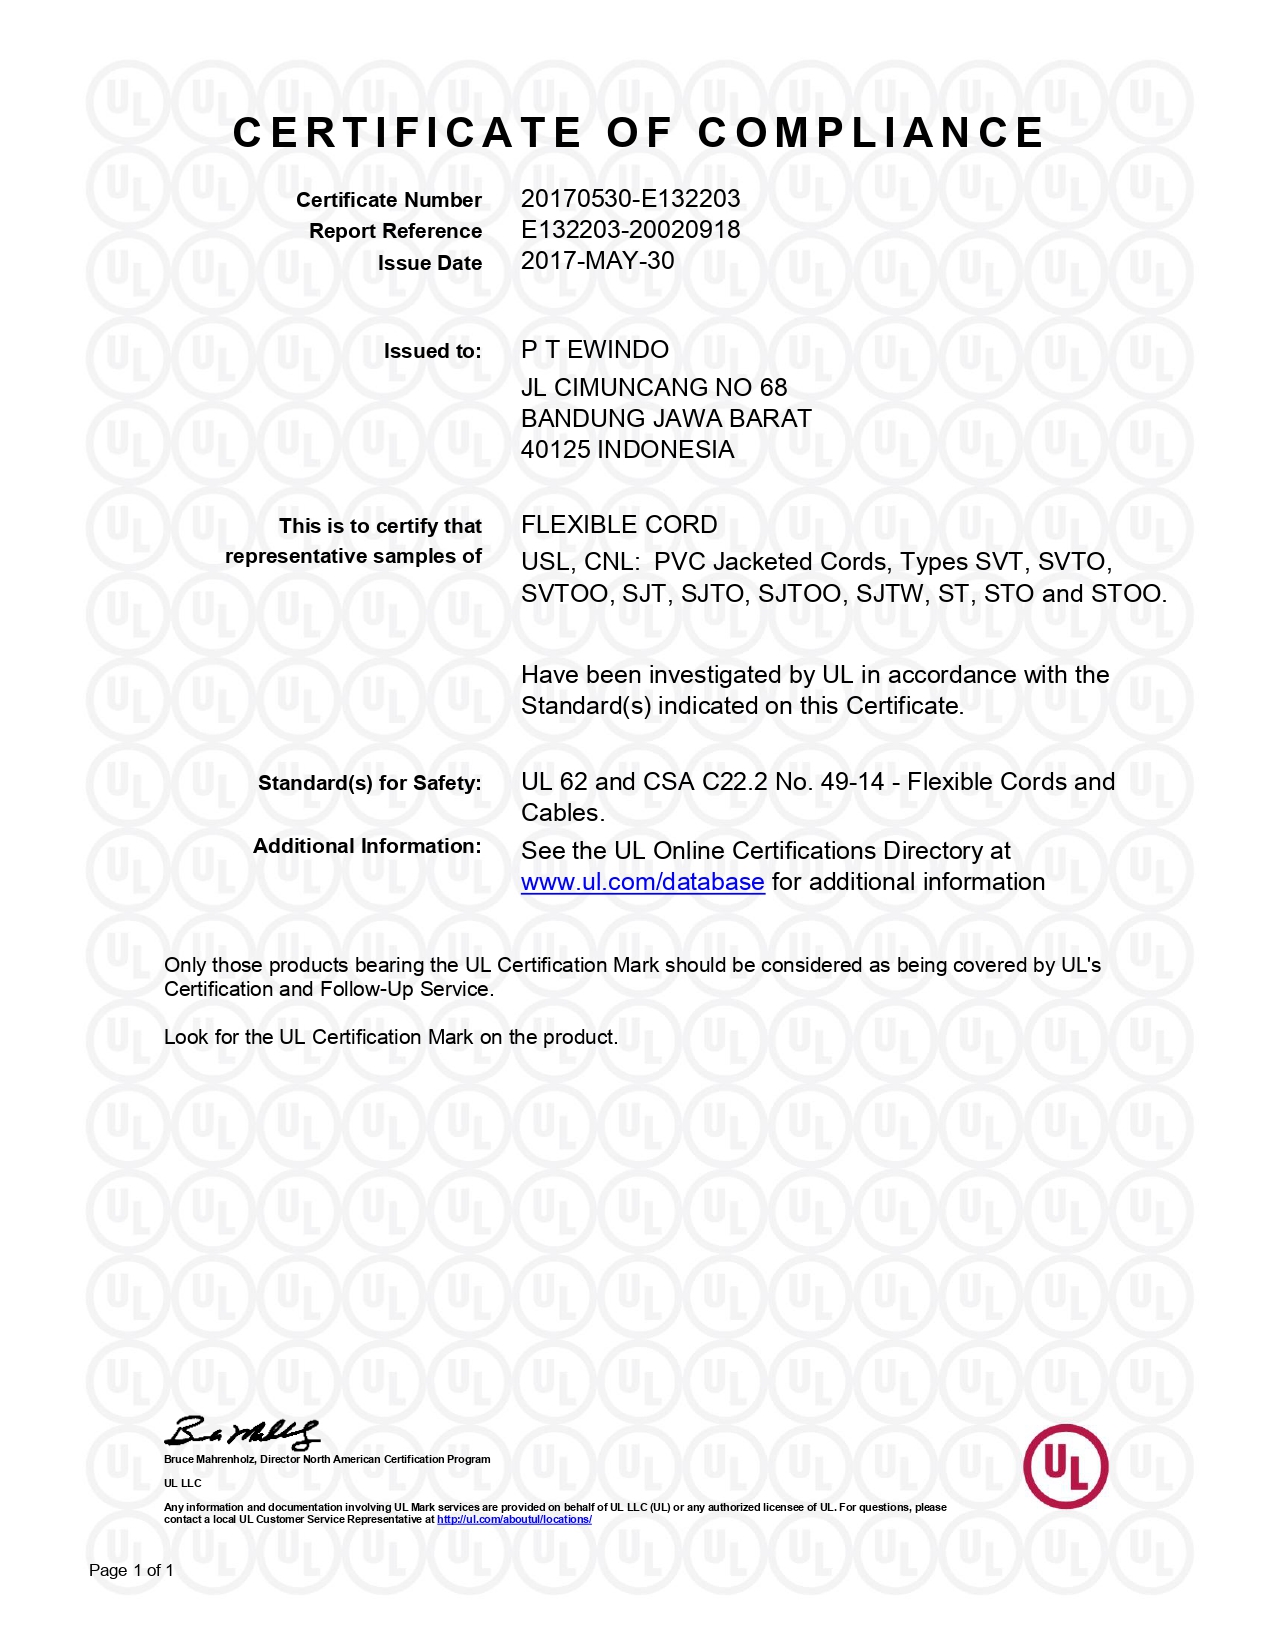 CERTIFICATE OF COMPLIANCE
Certificate Number 20170530-E132203
Report Reference E132203-20020918
Issue Date 2017-MAY-30
Issued to: P T EWINDO
JL CIMUNCANG NO 68
BANDUNG JAWA BARAT
40125 INDONESIA
This is to certify that FLEXIBLE CORD
representative samples of USL, CNL:  PVC Jacketed Cords, Types SVT, SVTO,
SVTOO, SJT, SJTO, SJTOO, SJTW, ST, STO and STOO.
Have been investigated by UL in accordance with the
Standard(s) indicated on this Certificate.
Standard(s) for Safety: UL 62 and CSA C22.2 No. 49-14 - Flexible Cords and
Cables.
Additional Information: See the UL Online Certifications Directory at
www.ul.com/database for additional information
Only those products bearing the UL Certification Mark should be considered as being covered by UL's
Certification and Follow-Up Service.
Look for the UL Certification Mark on the product.
Bruce Mahrenholz, Director North American Certification Program
UL LLC
Any information and documentation involving UL Mark services are provided on behalf of UL LLC (UL) or any authorized licensee of UL. For questions, please
contact a local UL Customer Service Representative at http://ul.com/aboutul/locations/
UL
Page 1 of 1